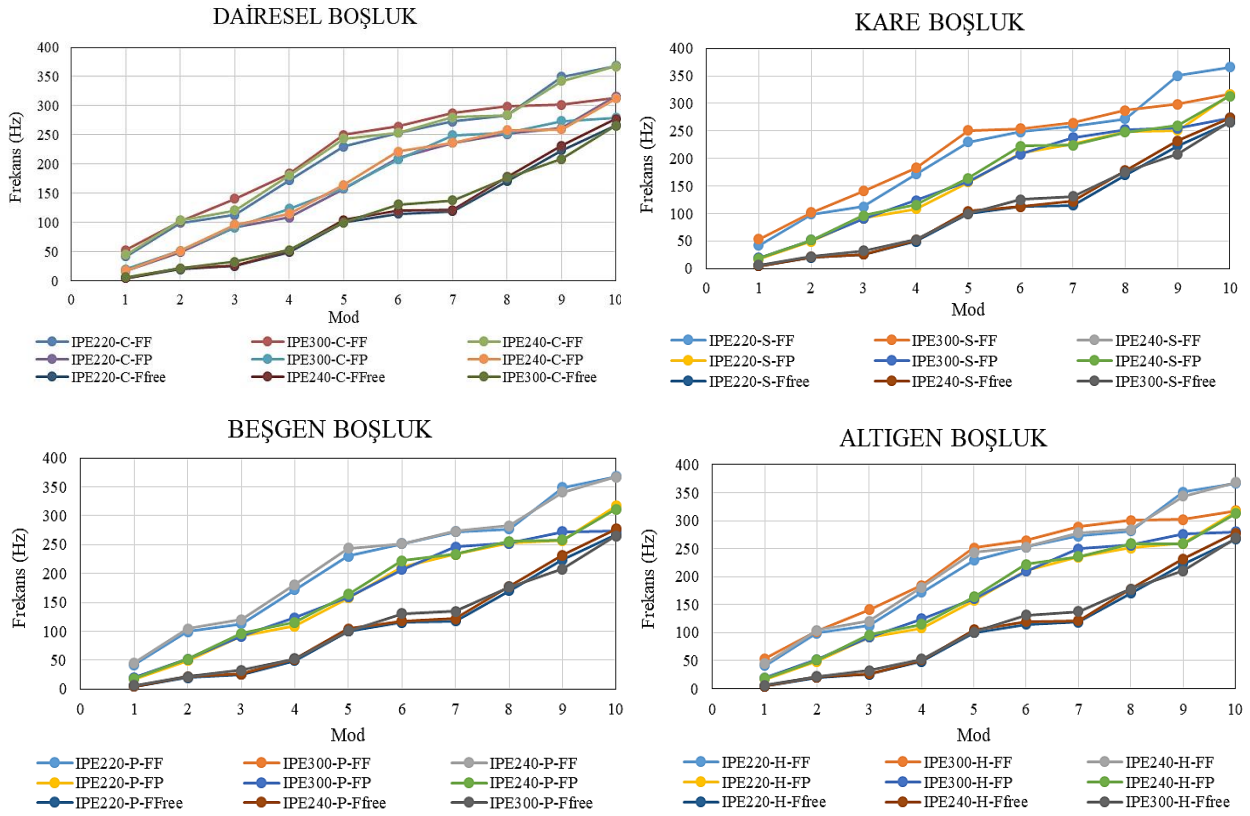 DAİRESEL BOŞLUK
400
350
300
250
200
150
100
50
0
Frekans (Hz)
0 1 2 3 4 5 6 7 8 9 10
Mod
IPE220-C-FF IPE300-C-FF IPE240-C-FF
IPE220-C-FP IPE300-C-FP IPE240-C-FP
IPE220-C-Ffree IPE240-C-FFree IPE300-C-Ffree
KARE BOŞLUK
400
350
300
250
200
150
100
50
0
Frekans (Hz)
0 1 2 3 4 5 6 7 8 9 10
Mod
IPE220-S-FF IPE300-S-FF IPE240-S-FF
IPE220-S-FP IPE300-S-FP IPE240-S-FP
IPE220-S-Ffree IPE240-S-Ffree IPE300-S-Ffree
BEŞGEN BOŞLUK
400
350
300
250
200
150
100
50
0
Frekans (Hz)
0 1 2 3 4 5 6 7 8 9 10
Mod
IPE220-P-FF IPE300-P-FF IPE240-P-FF
IPE220-P-FP IPE300-P-FP IPE240-P-FP
IPE220-P-FFree IPE240-P-Ffree IPE300-P-Ffree
ALTIGEN BOŞLUK
400
350
300
250
200
150
100
50
0
Frekans (Hz)
0 1 2 3 4 5 6 7 8 9 10
Mod
IPE220-H-FF IPE300-H-FF IPE240-H-FF
IPE220-H-FP IPE300-H-FP IPE240-H-FP
IPE220-H-Ffree IPE240-H-Ffree IPE300-H-Ffree